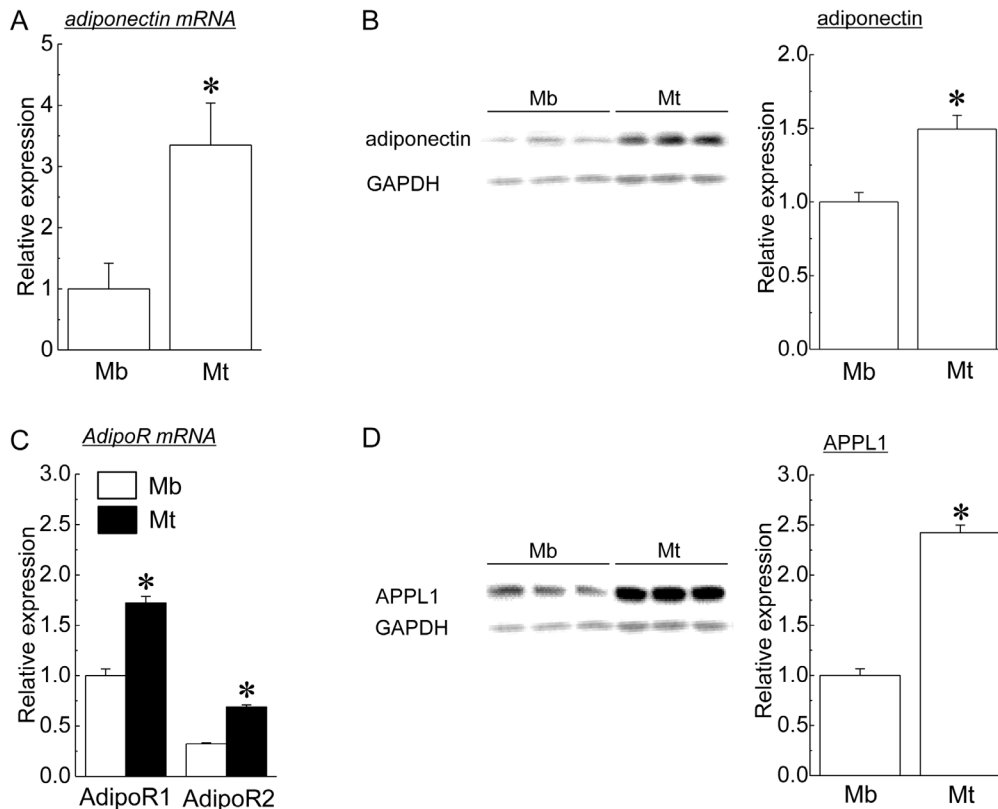 A
adiponectin mRNA
Relative expression
5
4
3
2
1
0
*
Mb Mt
B
adiponectin
Mb Mt
adiponectin
GAPDH
Relative expression
2.0
1.5
1.0
0.5
0.0
*
Mb Mt
C
AdipoR mRNA
Relative expression
3.0
2.5
2.0
1.5
1.0
0.5
0.0
Mb
Mt
*
*
AdipoR1 AdipoR2
D
APPL1
Mb Mt
APPL1
GAPDH
Relative expression
3.0
2.5
2.0
1.5
1.0
0.5
0.0
*
Mb Mt